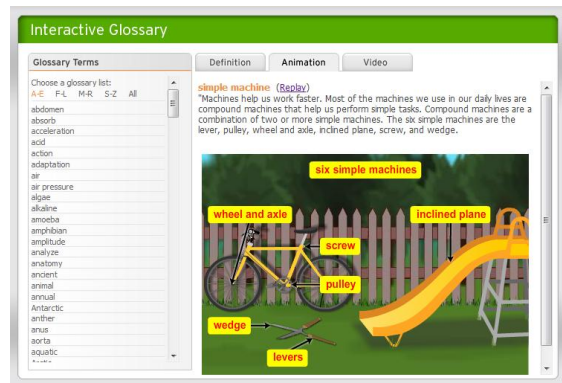 Interactive Glossary
Glossary Terms
Choose a glossary list:
A-E F-L M-R S-Z All
abdomen
absorb
acceleration
acid
action
adaptation
air
air pressure
algae
alkaline
amoeba
amphibian
amplitude
analyze
anatomy
ancient
animal
annual
Antarctic
anther
anus
aorta
aquatic
Definition Animation Video
simple machine (Replay)
"Machines help us work faster. Most of the machines we use in our daily lives are
compound machines that help us perform simple tasks. Compound machines are a
combination of two or more simple machines. The six simple machines are the
lever, pulley, wheel and axle, inclined plane, screw, and wedge.
six simple machines
wheel and axle
inclined plane
screw
pulley
wedge
levers